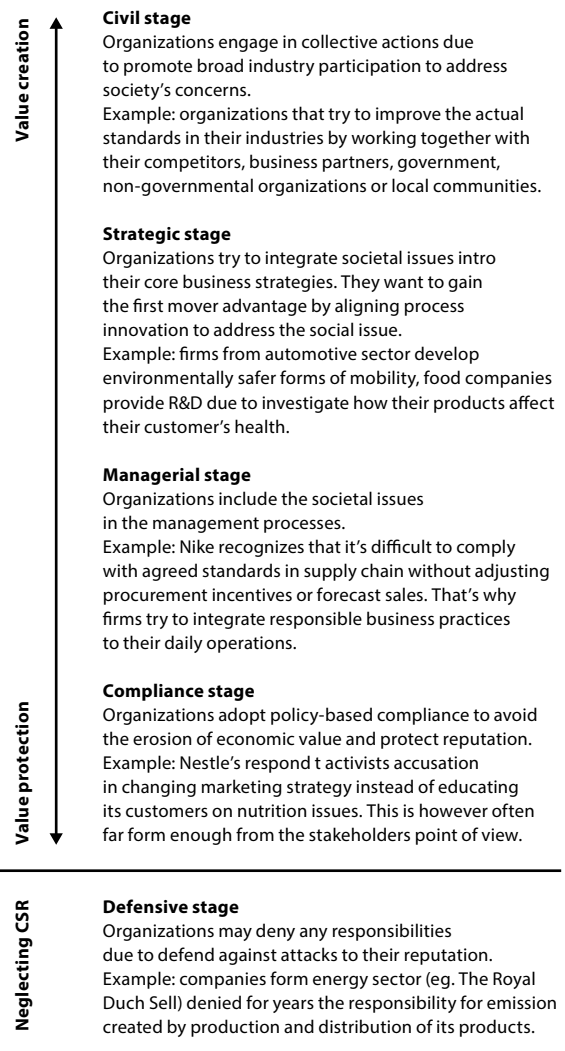 Value creation
Civil stage
Organizations engage in collective actions due
to promote broad industry participation to address
society's concerns.
Example: organizations that try to improve the actual
standards in their industries by working together with
their competitors, business partners, government,
non-governmental organizations or local communities.
Strategic stage
Organizations try to integrate societal issues intro
their core business strategies. They want to gain
the first mover advantage by aligning process
innovation to address the social issue.
Example: firms from automotive sector develop
environmentally safer forms of mobility, food companies
provide R&D due to investigate how their products affect
their customer's health.
Managerial stage
Organizations include the societal issues
in the management processes.
Example: Nike recognizes that it's difficult to comply
with agreed standards in supply chain without adjusting
procurement incentives or forecast sales. That's why
firms try to integrate responsible business practices
to their daily operations.
Value protection
Compliance stage
Organizations adopt policy-based compliance to avoid
the erosion of economic value and protect reputation.
Example: Nestle's respond t activists accusation
in changing marketing strategy instead of educating
its customers on nutrition issues. This is however often
far form enough from the stakeholders point of view.
Neglecting CSR
Defensive stage
Organizations may deny any responsibilities
due to defend against attacks to their reputation.
Example: companies form energy sector (eg. The Royal
Duch Sell) denied for years the responsibility for emission
created by production and distribution of its products.